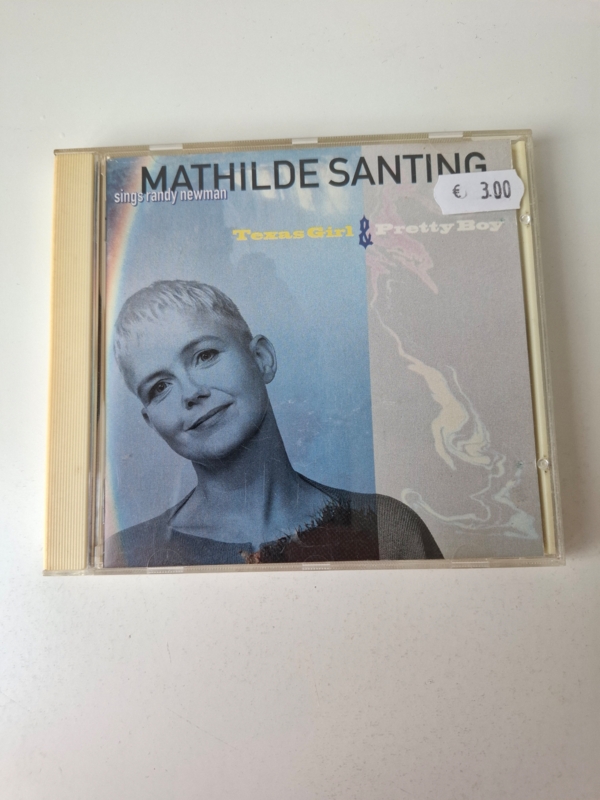 MATHILDE SANTING
sings randy newman
€ 3.00
Texas Girl & Pretty Boy